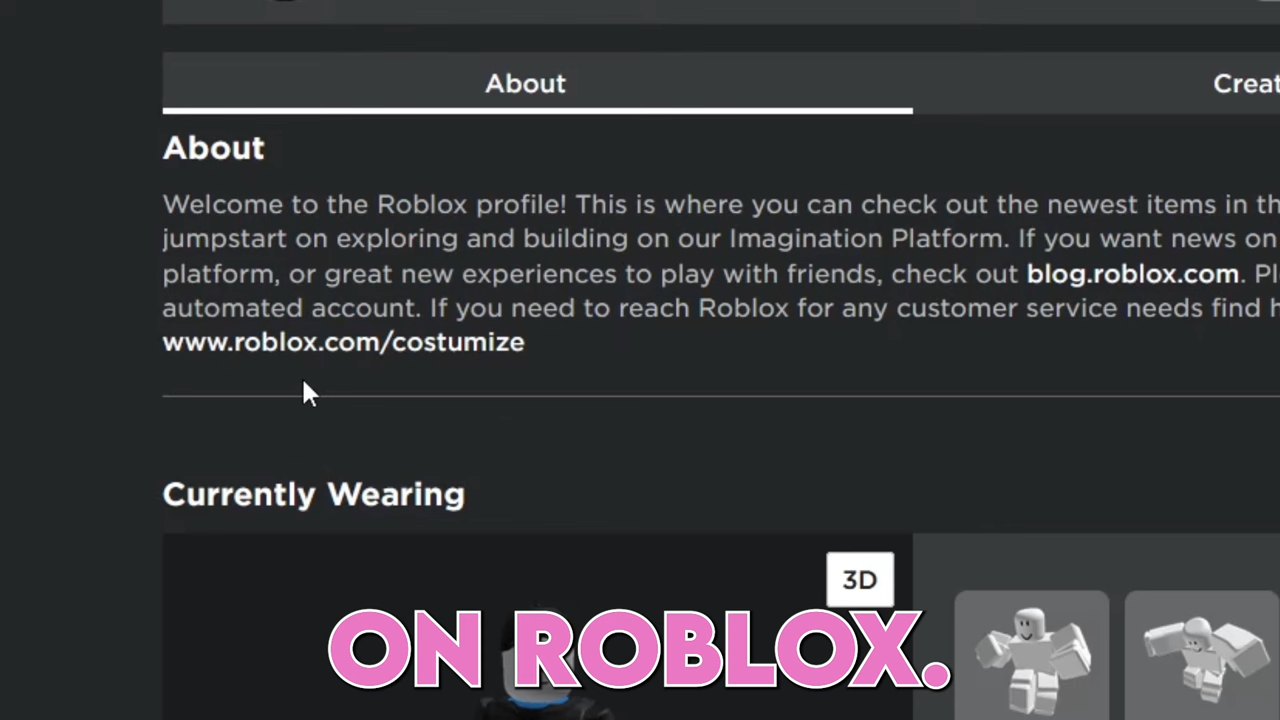 About
Creat
About
Welcome to the Roblox profile! This is where you can check out the newest items in th
jumpstart on exploring and building on our Imagination Platform. If you want news on
platform, or great new experiences to play with friends, check out blog.roblox.com. Pl
automated account. If you need to reach Roblox for any customer service needs find h
www.roblox.com/costumize
Currently Wearing
3D
ON ROBLOX.